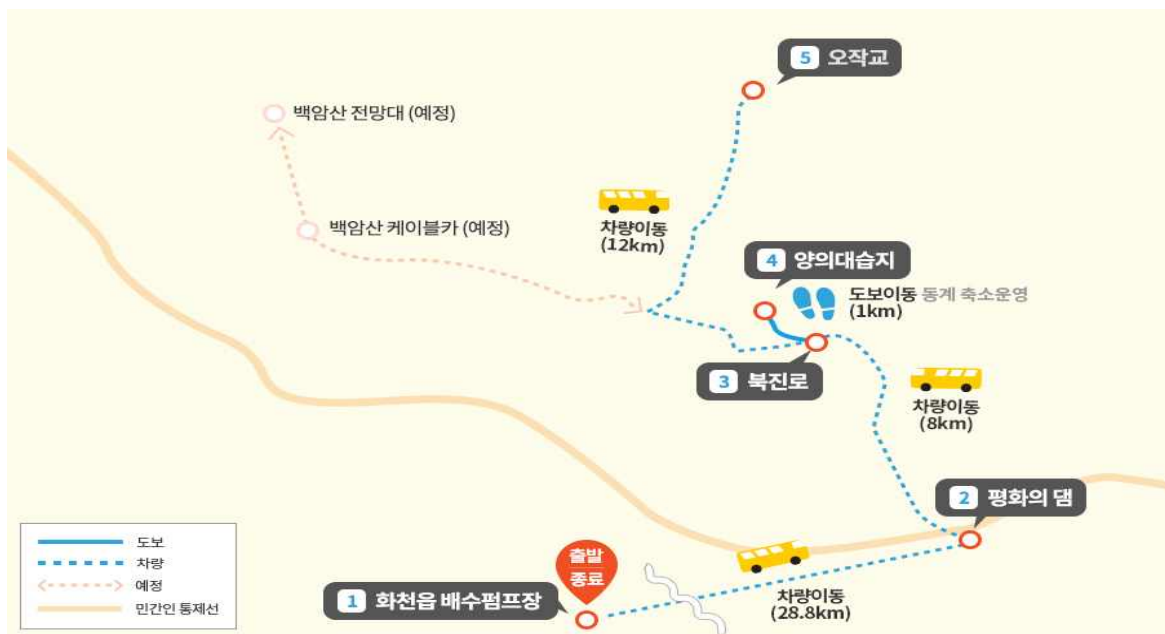 5 오작교
백암산 전망대 (예정)
백암산 케이블카 (예정)
차량이동
(12km)
4 양의대습지
도보이동 동계 축소운영
(1km)
3 북진로
차량이동
(8km)
2 평화의 댐
출발
종료
1 화천읍 배수펌프장
차량이동
(28.8km)
도보
차량
예정
민간인 통제선